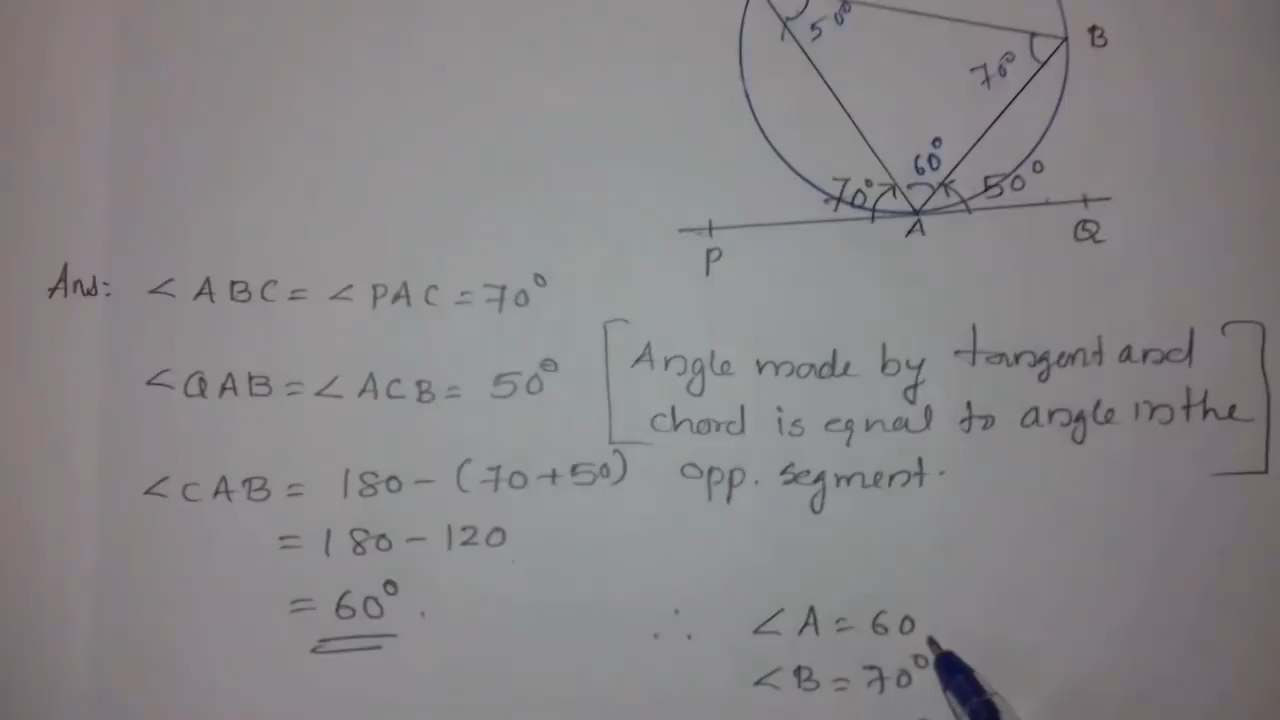 50°
B
70°
60°
70°
50°
A
Q
P
Ans: ∠ABC = ∠PAC = 70°
∠QAB = ∠ACB = 50° [Angle made by tangent and
chord is equal to angle in the
opp. segment.]
∠CAB = 180 - (70+50)
= 180 - 120
= 60°.
∴ ∠A = 60
∠B = 70°